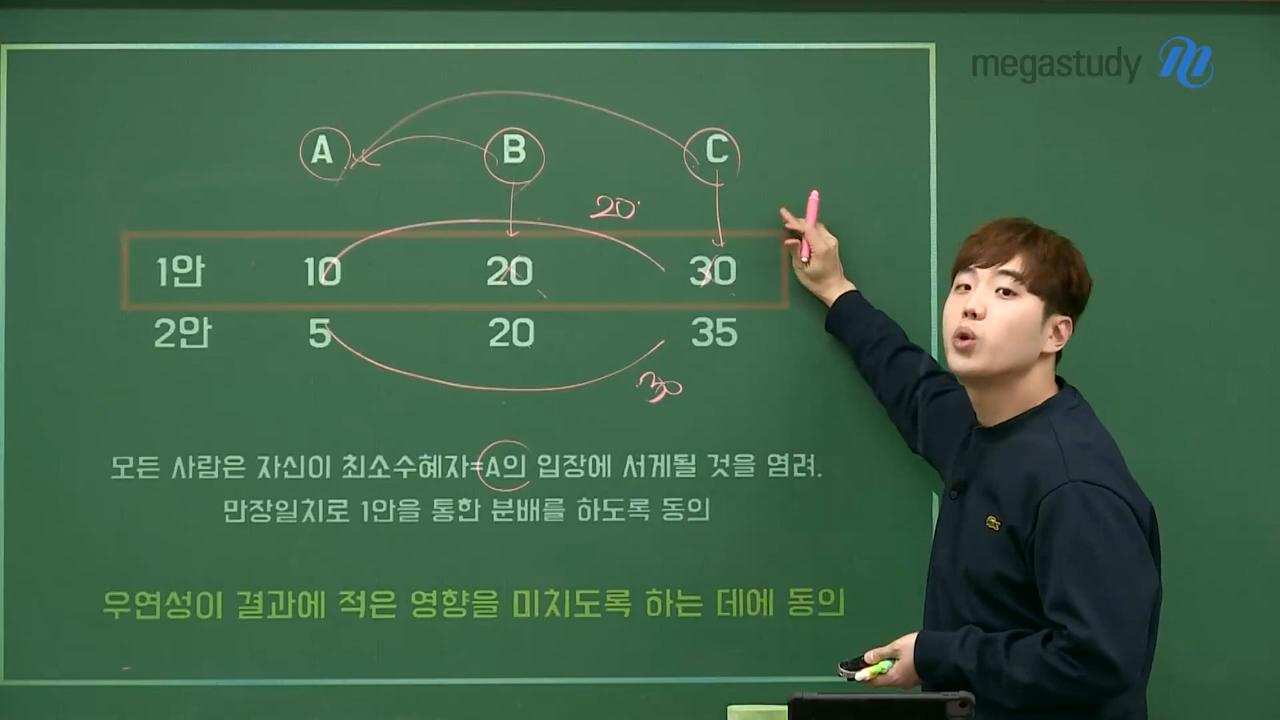 megastudy
A B C
20
1안 10 20 30
2안 5 20 35
30
모든 사람은 자신이 최소수혜자=A의 입장에 서게될 것을 염려.
만장일치로 1안을 통한 분배를 하도록 동의
우연성이 결과에 적은 영향을 미치도록 하는 데에 동의